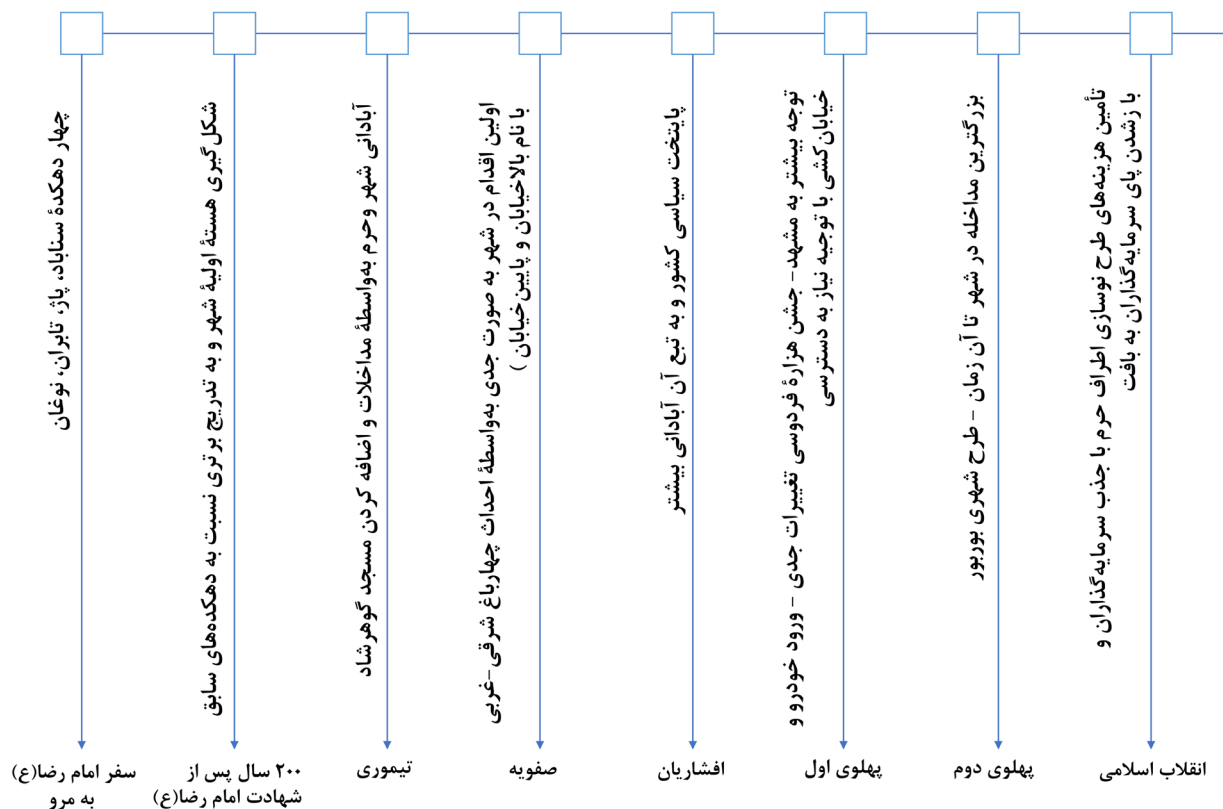 چهار دهکدهٔ سناباد، پاژ، تابران، نوغان
سفر امام رضا(ع)
به مرو
شکل‌گیری هستهٔ اولیهٔ شهر و به تدریج برتری نسبت به دهکده‌های سابق
۲۰۰ سال پس از
شهادت امام رضا(ع)
آبادانی شهر وحرم به‌واسطهٔ مداخلات و اضافه کردن مسجد گوهرشاد
تیموری
اولین اقدام در شهر به صورت جدی به‌واسطهٔ احداث چهارباغ شرقی-غربی
با نام بالاخیابان و پایین‌خیابان )
صفویه
پایتخت سیاسی کشور و به تبع آن آبادانی بیشتر
افشاریان
توجه بیشتر به مشهد- جشن هزارهٔ فردوسی تغییرات جدی - ورود خودرو و
خیابان‌کشی با توجیه نیاز به دسترسی
پهلوی اول
بزرگترین مداخله در شهر تا آن زمان - طرح شهری بوربور
پهلوی دوم
تأمین هزینه‌های طرح نوسازی اطراف حرم با جذب سرمایه‌گذاران و
بازشدن پای سرمایه‌گذاران به بافت
انقلاب اسلامی